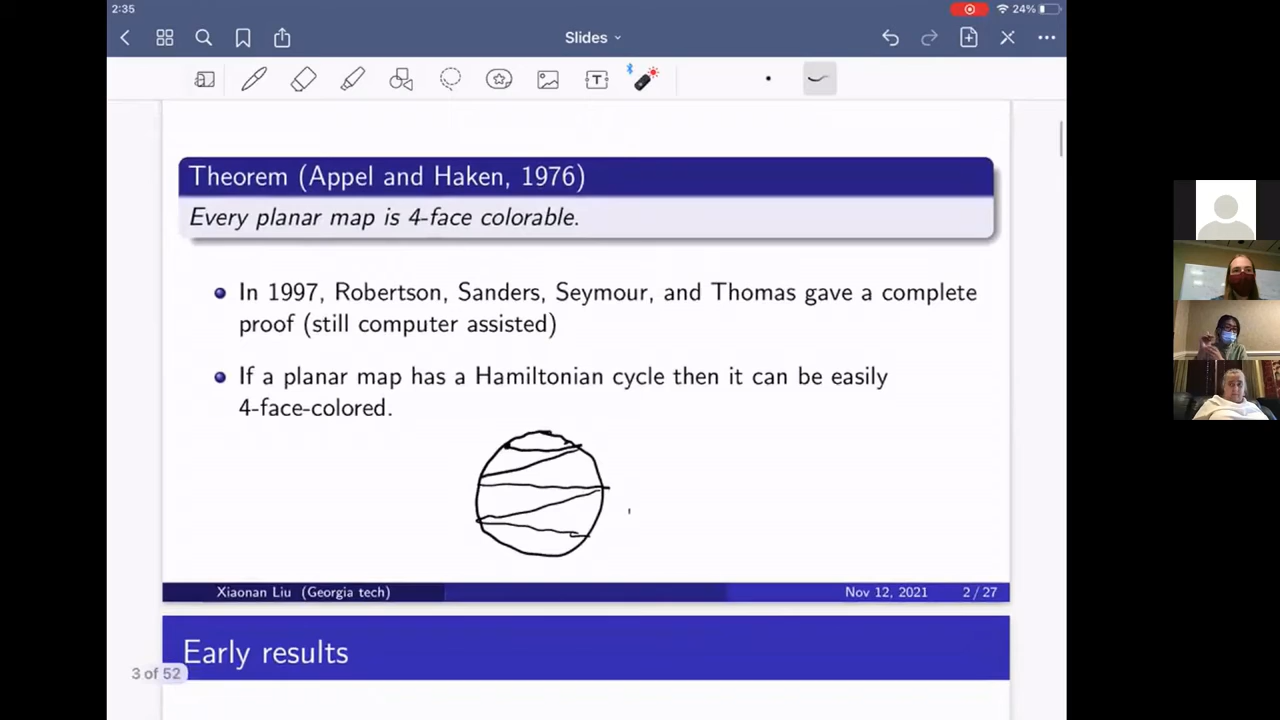 2:35
24%
Slides
T
Theorem (Appel and Haken, 1976)
Every planar map is 4-face colorable.
In 1997, Robertson, Sanders, Seymour, and Thomas gave a complete
proof (still computer assisted)
If a planar map has a Hamiltonian cycle then it can be easily
4-face-colored.
Xiaonan Liu (Georgia tech) Nov 12, 2021 2 / 27
Early results
3 of 52